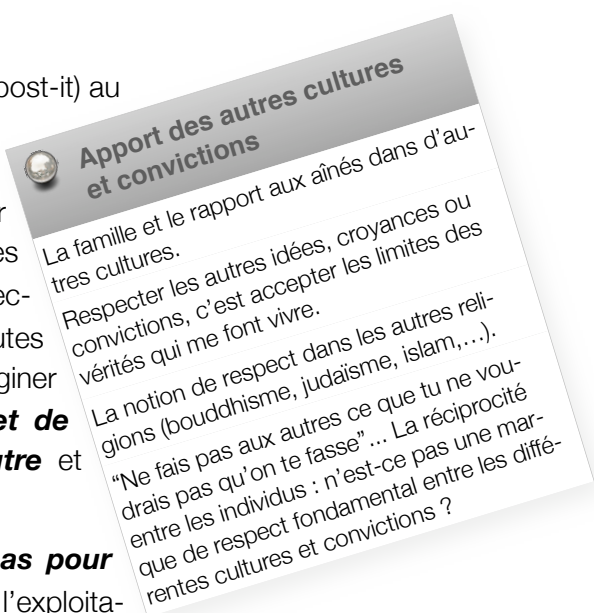 post-it) au
r
es
ec-
utes
giner
et de
utre et
as pour
l'exploita-
Apport des autres cultures
et convictions
La famille et le rapport aux aînés dans d'au-
tres cultures.
Respecter les autres idées, croyances ou
convictions, c'est accepter les limites des
vérités qui me font vivre.
La notion de respect dans les autres reli-
gions (bouddhisme, judaïsme, islam,…).
“Ne fais pas aux autres ce que tu ne vou-
drais pas qu'on te fasse” ... La réciprocité
entre les individus : n'est-ce pas une mar-
que de respect fondamental entre les diffé-
rentes cultures et convictions ?